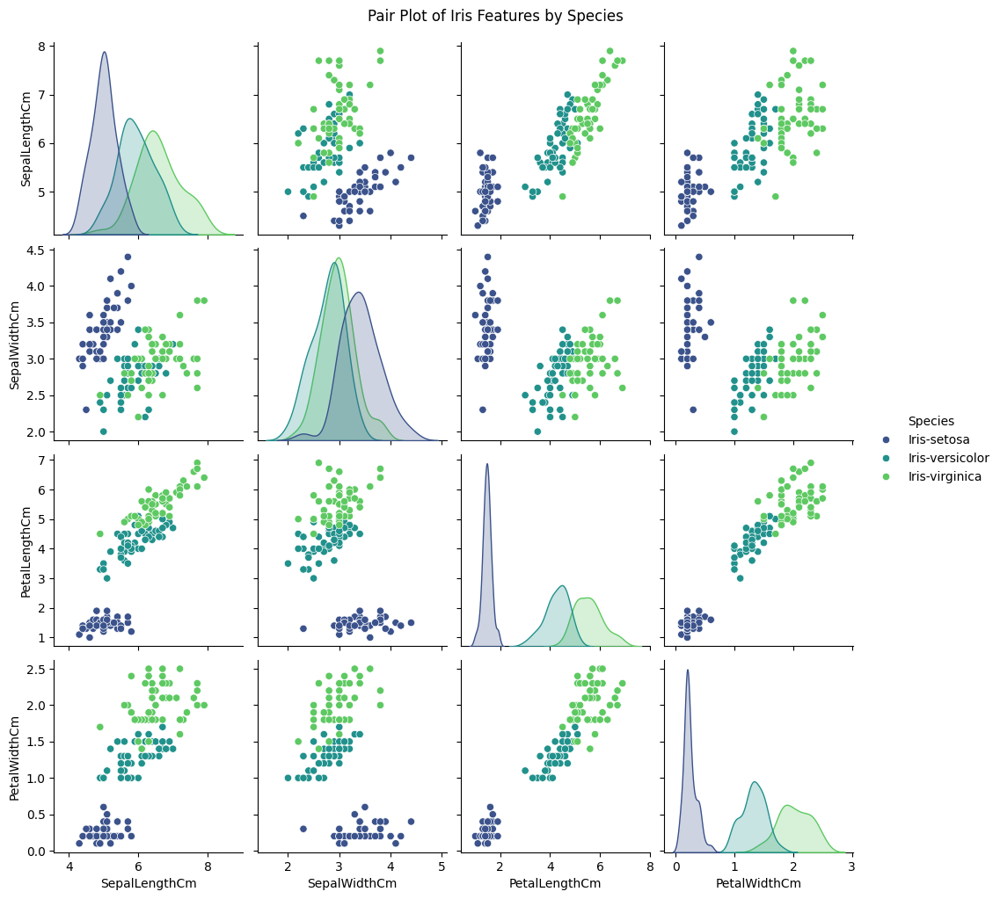 Pair Plot of Iris Features by Species
8
7
6
5
SepalLengthCm
4.5
4.0
3.5
3.0
2.5
2.0
SepalWidthCm
7
6
5
4
3
2
1
PetalLengthCm
2.5
2.0
1.5
1.0
0.5
0.0
PetalWidthCm
4 6 8
SepalLengthCm
2 3 4 5
SepalWidthCm
2 4 6 8
PetalLengthCm
0 1 2 3
PetalWidthCm
Species
Iris-setosa
Iris-versicolor
Iris-virginica